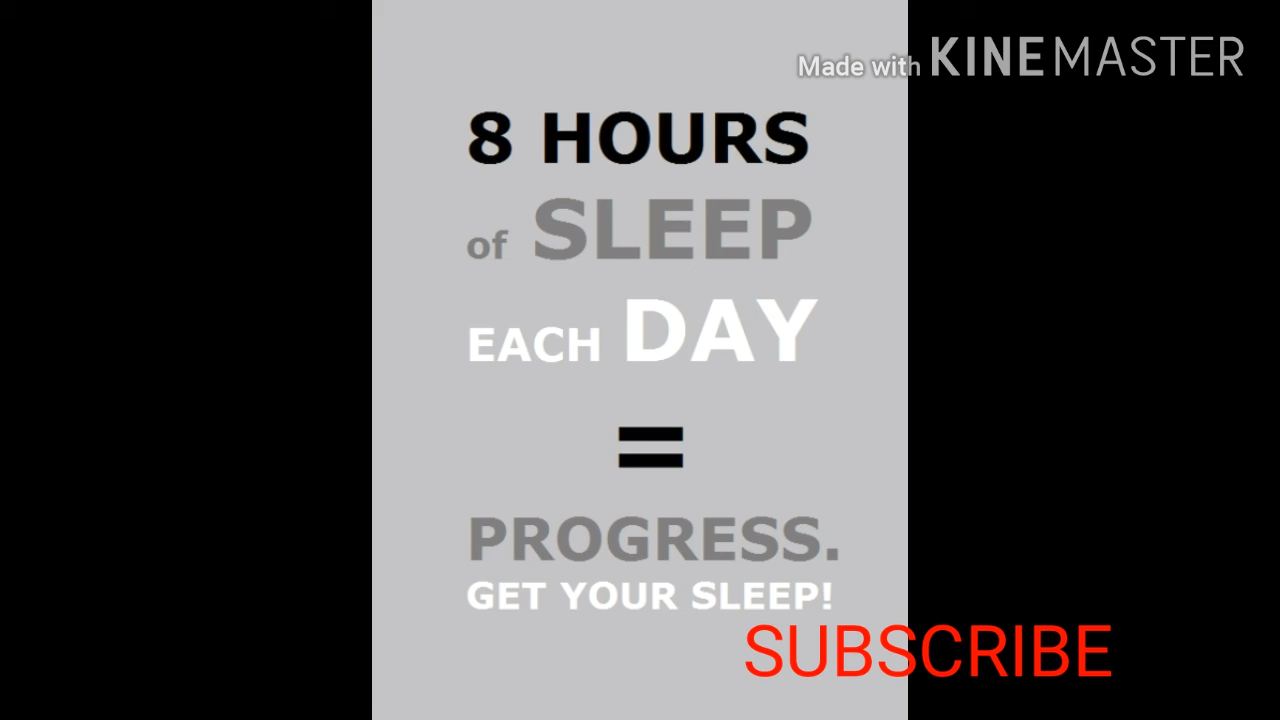 Made with KINEMASTER
8 HOURS
of SLEEP
EACH DAY
=
PROGRESS.
GET YOUR SLEEP!
SUBSCRIBE